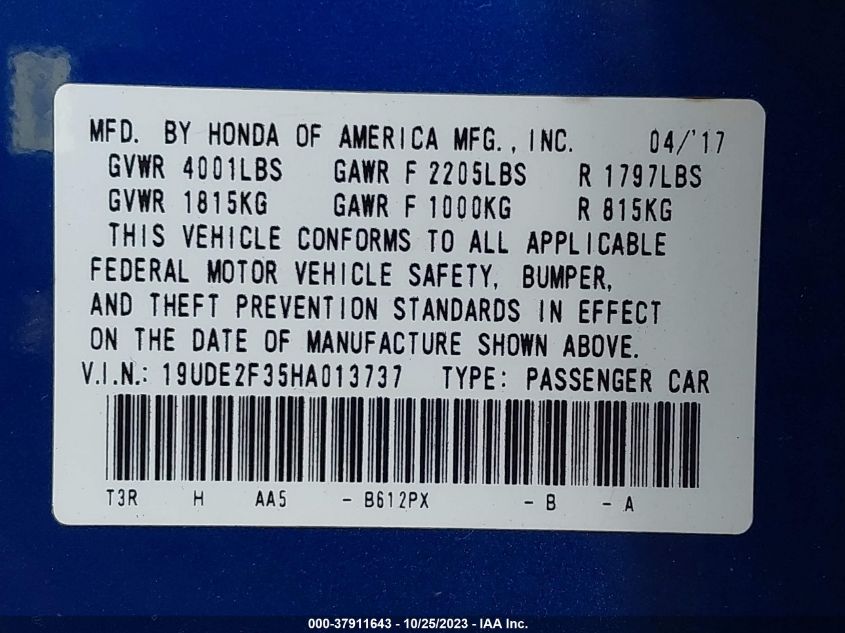 MFD. BY HONDA OF AMERICA MFG., INC. 04/'17
GVWR 4001LBS GAWR F 2205LBS R 1797LBS
GVWR 1815KG GAWR F 1000KG R 815KG
THIS VEHICLE CONFORMS TO ALL APPLICABLE
FEDERAL MOTOR VEHICLE SAFETY, BUMPER,
AND THEFT PREVENTION STANDARDS IN EFFECT
ON THE DATE OF MANUFACTURE SHOWN ABOVE.
V.I.N.: 19UDE2F35HA013737 TYPE: PASSENGER CAR
T3R H AA5 - B612PX - B - A
000-37911643 - 10/25/2023 - IAA Inc.